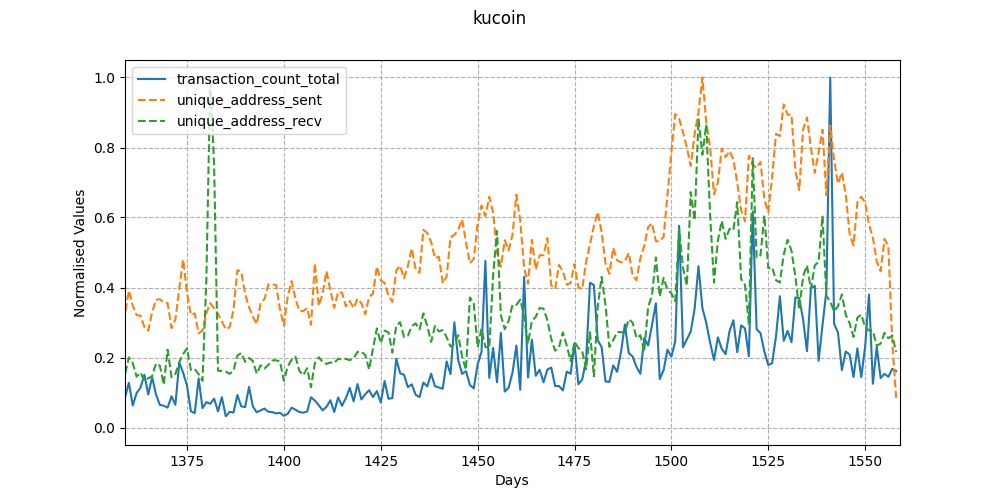 kucoin
transaction_count_total
unique_address_sent
unique_address_recv
Normalised Values
1.0
0.8
0.6
0.4
0.2
0.0
1375 1400 1425 1450 1475 1500 1525 1550
Days